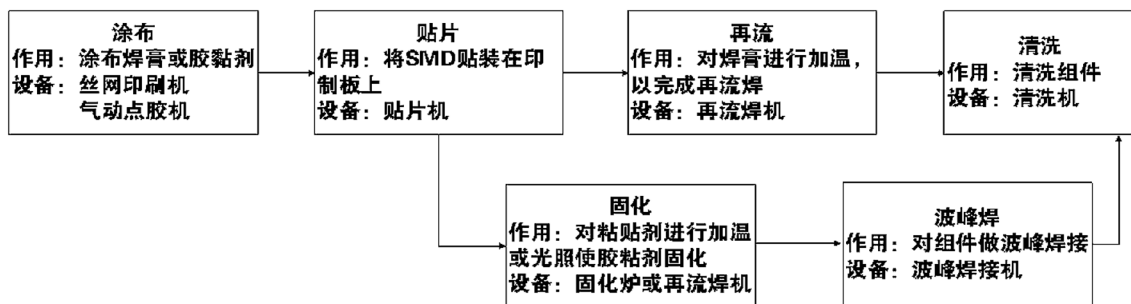 涂布
作用：涂布焊膏或胶黏剂
设备：丝网印刷机
气动点胶机
贴片
作用：将SMD贴装在印
制板上
设备：贴片机
再流
作用：对焊膏进行加温，
以完成再流焊
设备：再流焊机
清洗
作用：清洗组件
设备：清洗机
固化
作用：对粘贴剂进行加温
或光照使胶粘剂固化
设备：固化炉或再流焊机
波峰焊
作用：对组件做波峰焊接
设备：波峰焊接机